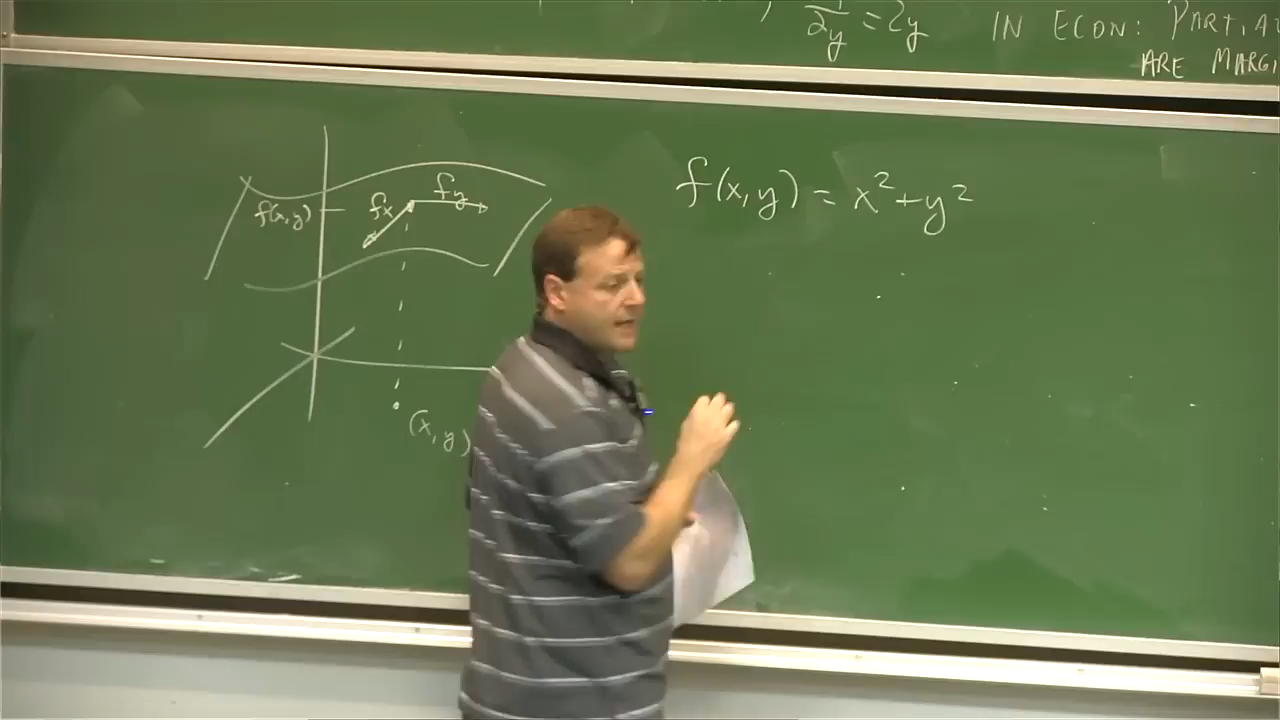 ∂f/∂y = 2y
IN ECON: PARTIA
ARE MARGI
f(x,y)
fx
fy
(x,y)
f(x,y) = x² + y²